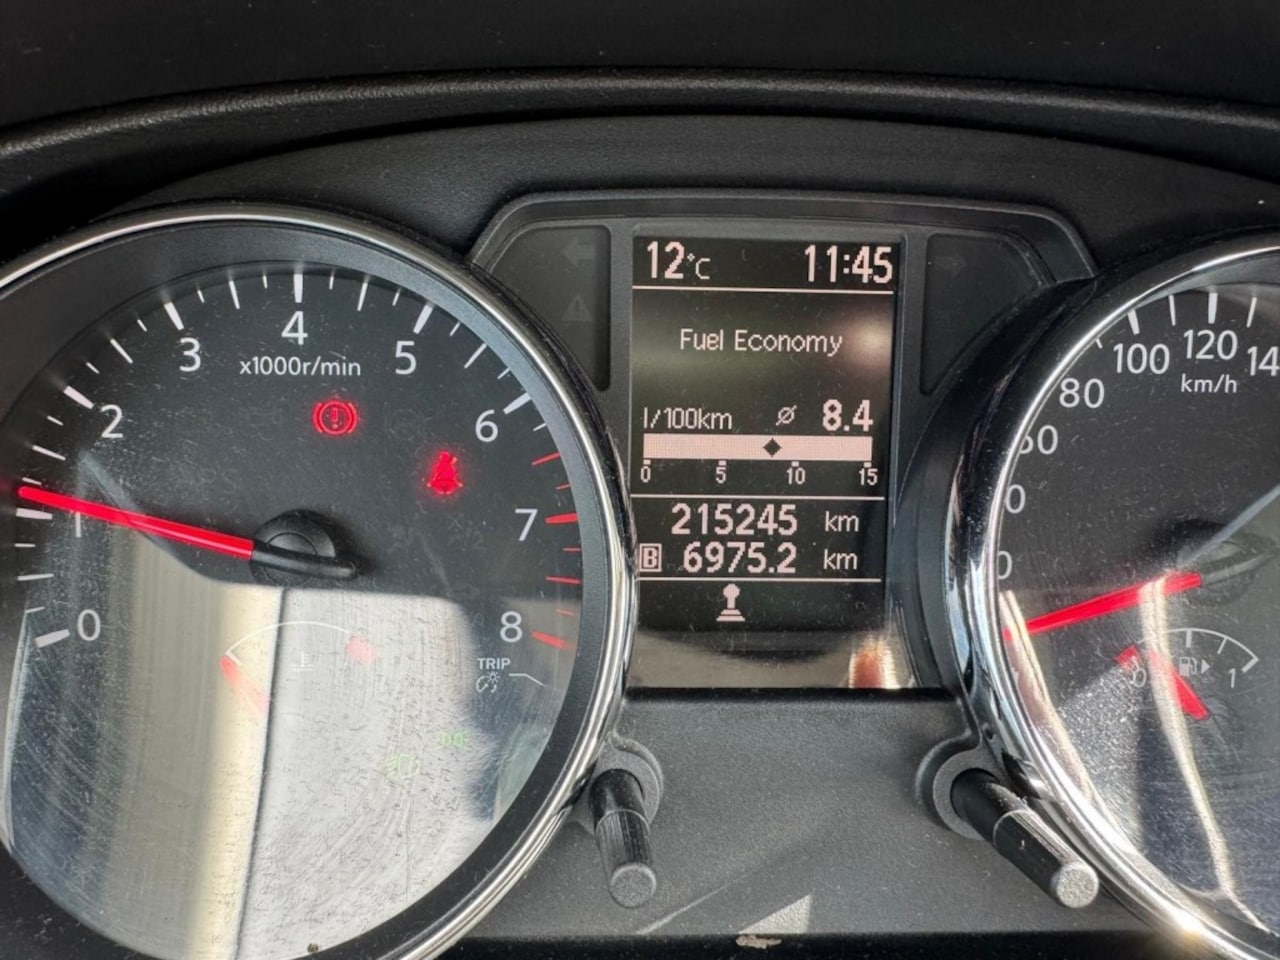 12°C 11:45
Fuel Economy
l/100km ⌀ 8.4
0 5 10 15
215245 km
B 6975.2 km
0
1
2
3
4
5
6
7
8
x1000r/min
TRIP
80
100
120
km/h
0 1